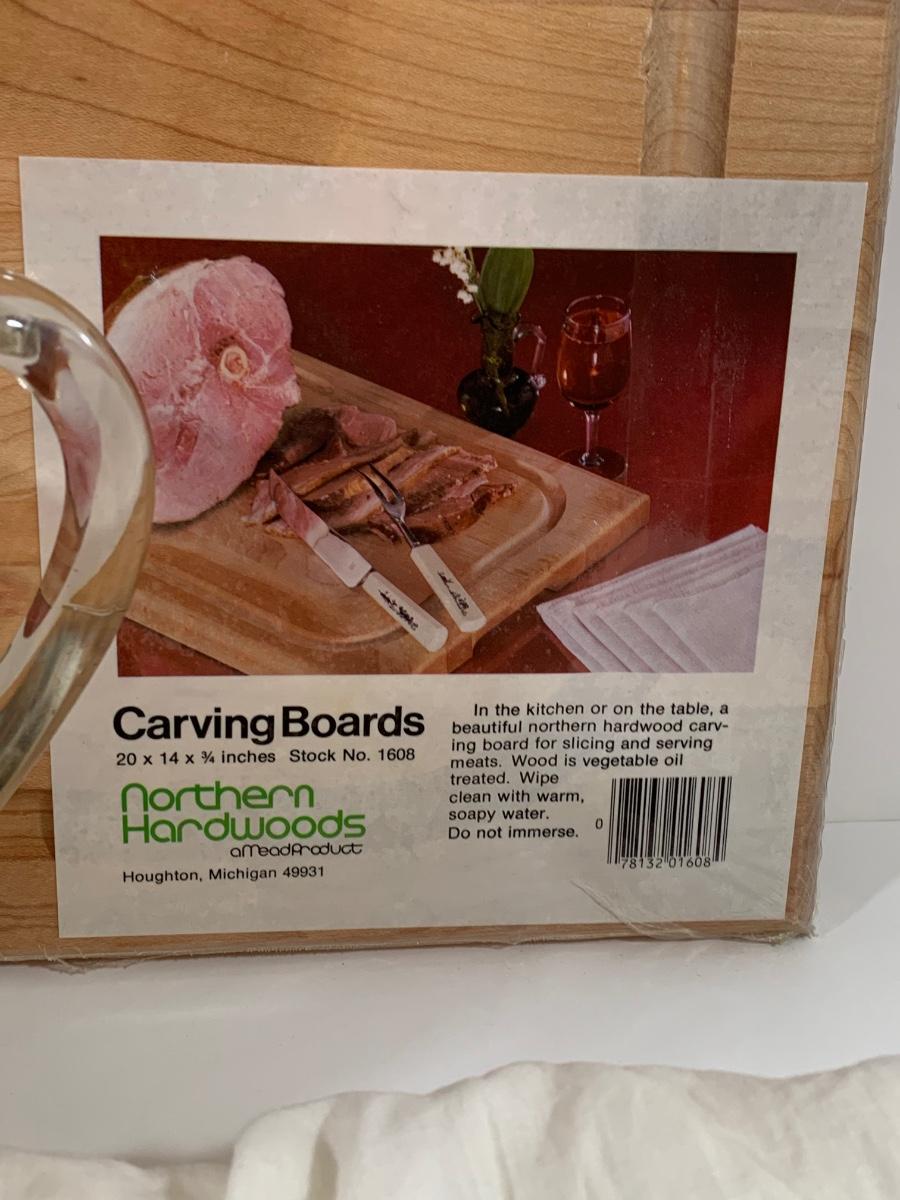 Carving Boards
20 x 14 x ¾ inches Stock No. 1608
Northern
Hardwoods
a Mead Product
Houghton, Michigan 49931
In the kitchen or on the table, a
beautiful northern hardwood carv-
ing board for slicing and serving
meats. Wood is vegetable oil
treated. Wipe
clean with warm,
soapy water.
Do not immerse.
0 78132 01608